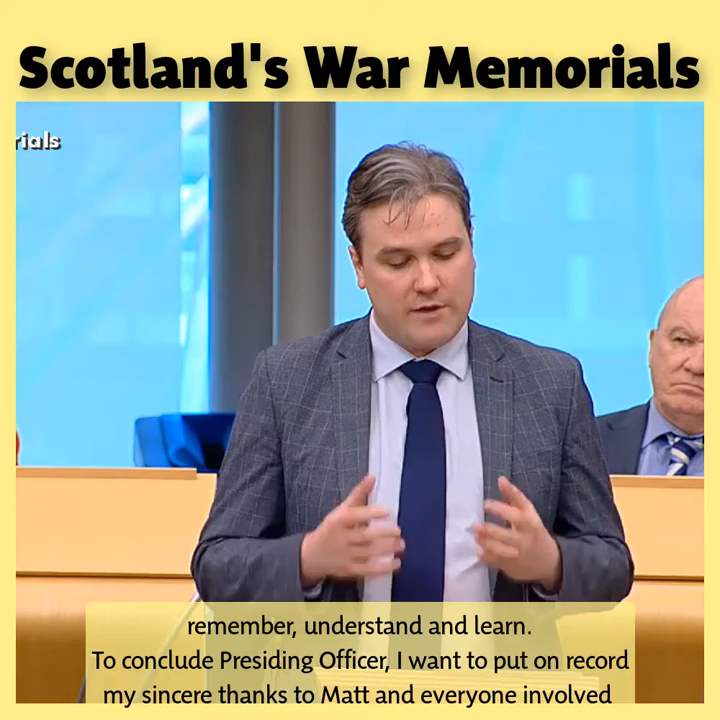 Scotland's War Memorials
rials
remember, understand and learn.
To conclude Presiding Officer, I want to put on record
my sincere thanks to Matt and everyone involved